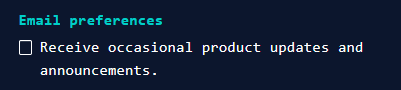 Email preferences
Receive occasional product updates and
announcements.